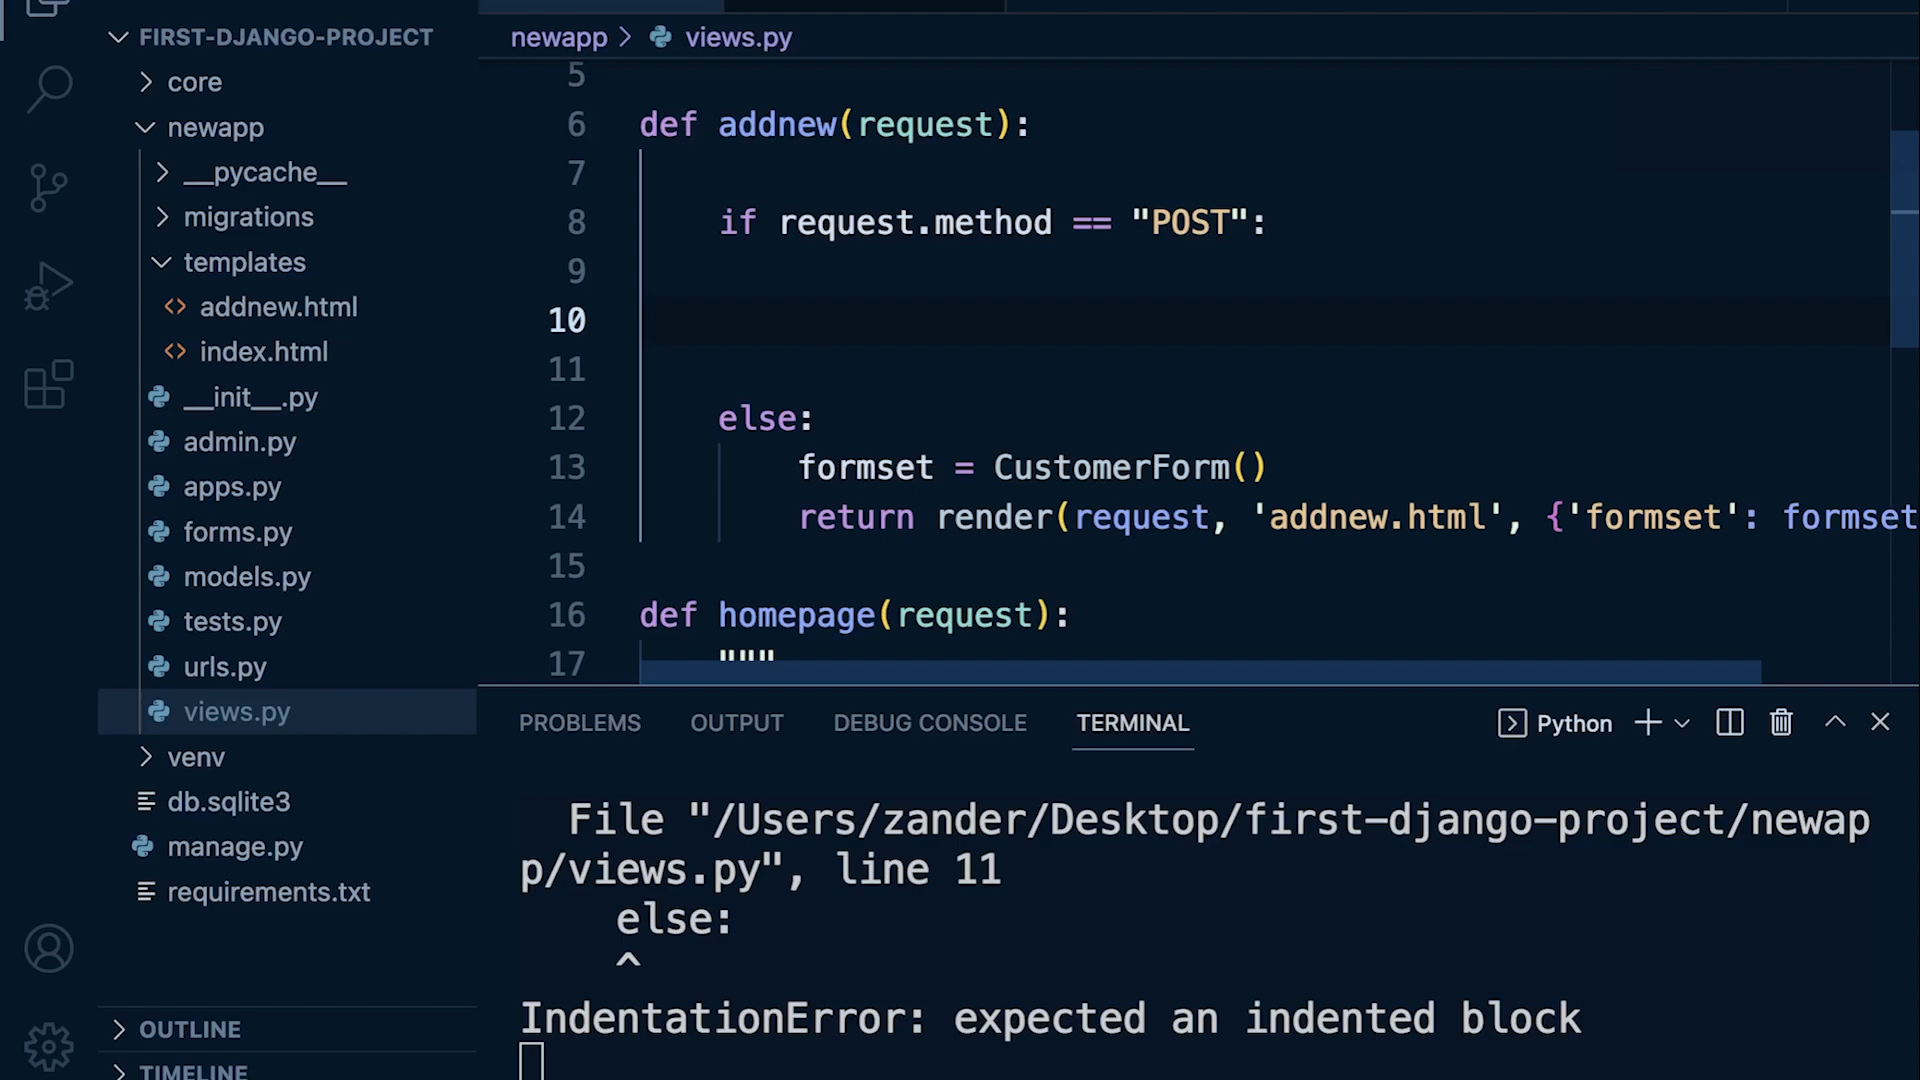 FIRST-DJANGO-PROJECT
core
newapp
__pycache__
migrations
templates
addnew.html
index.html
__init__.py
admin.py
apps.py
forms.py
models.py
tests.py
urls.py
views.py
venv
db.sqlite3
manage.py
requirements.txt
OUTLINE
TIMELINE
newapp > views.py
5
6 def addnew(request):
7
8 if request.method == "POST":
9
10
11
12 else:
13 formset = CustomerForm()
14 return render(request, 'addnew.html', {'formset': formset
15
16 def homepage(request):
17 """
PROBLEMS OUTPUT DEBUG CONSOLE TERMINAL Python
File "/Users/zander/Desktop/first-django-project/newap
p/views.py", line 11
else:
^
IndentationError: expected an indented block